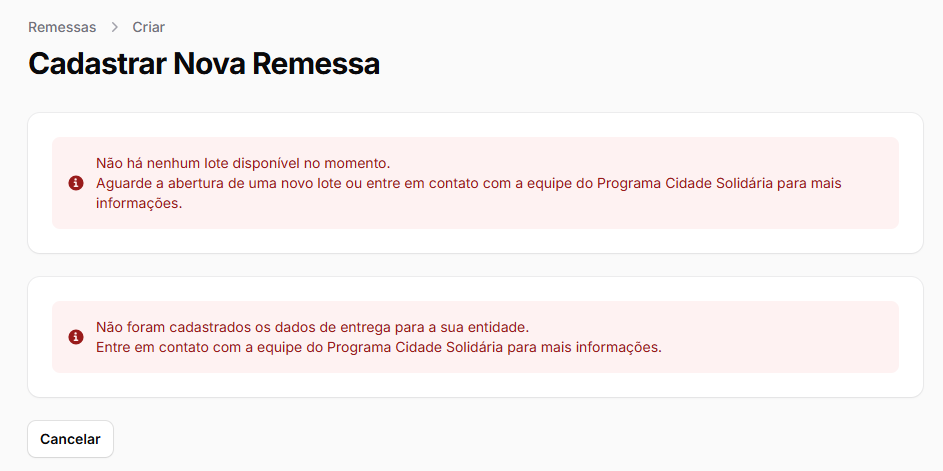 Remessas > Criar
Cadastrar Nova Remessa
Não há nenhum lote disponível no momento.
Aguarde a abertura de uma novo lote ou entre em contato com a equipe do Programa Cidade Solidária para mais
informações.
Não foram cadastrados os dados de entrega para a sua entidade.
Entre em contato com a equipe do Programa Cidade Solidária para mais informações.
Cancelar